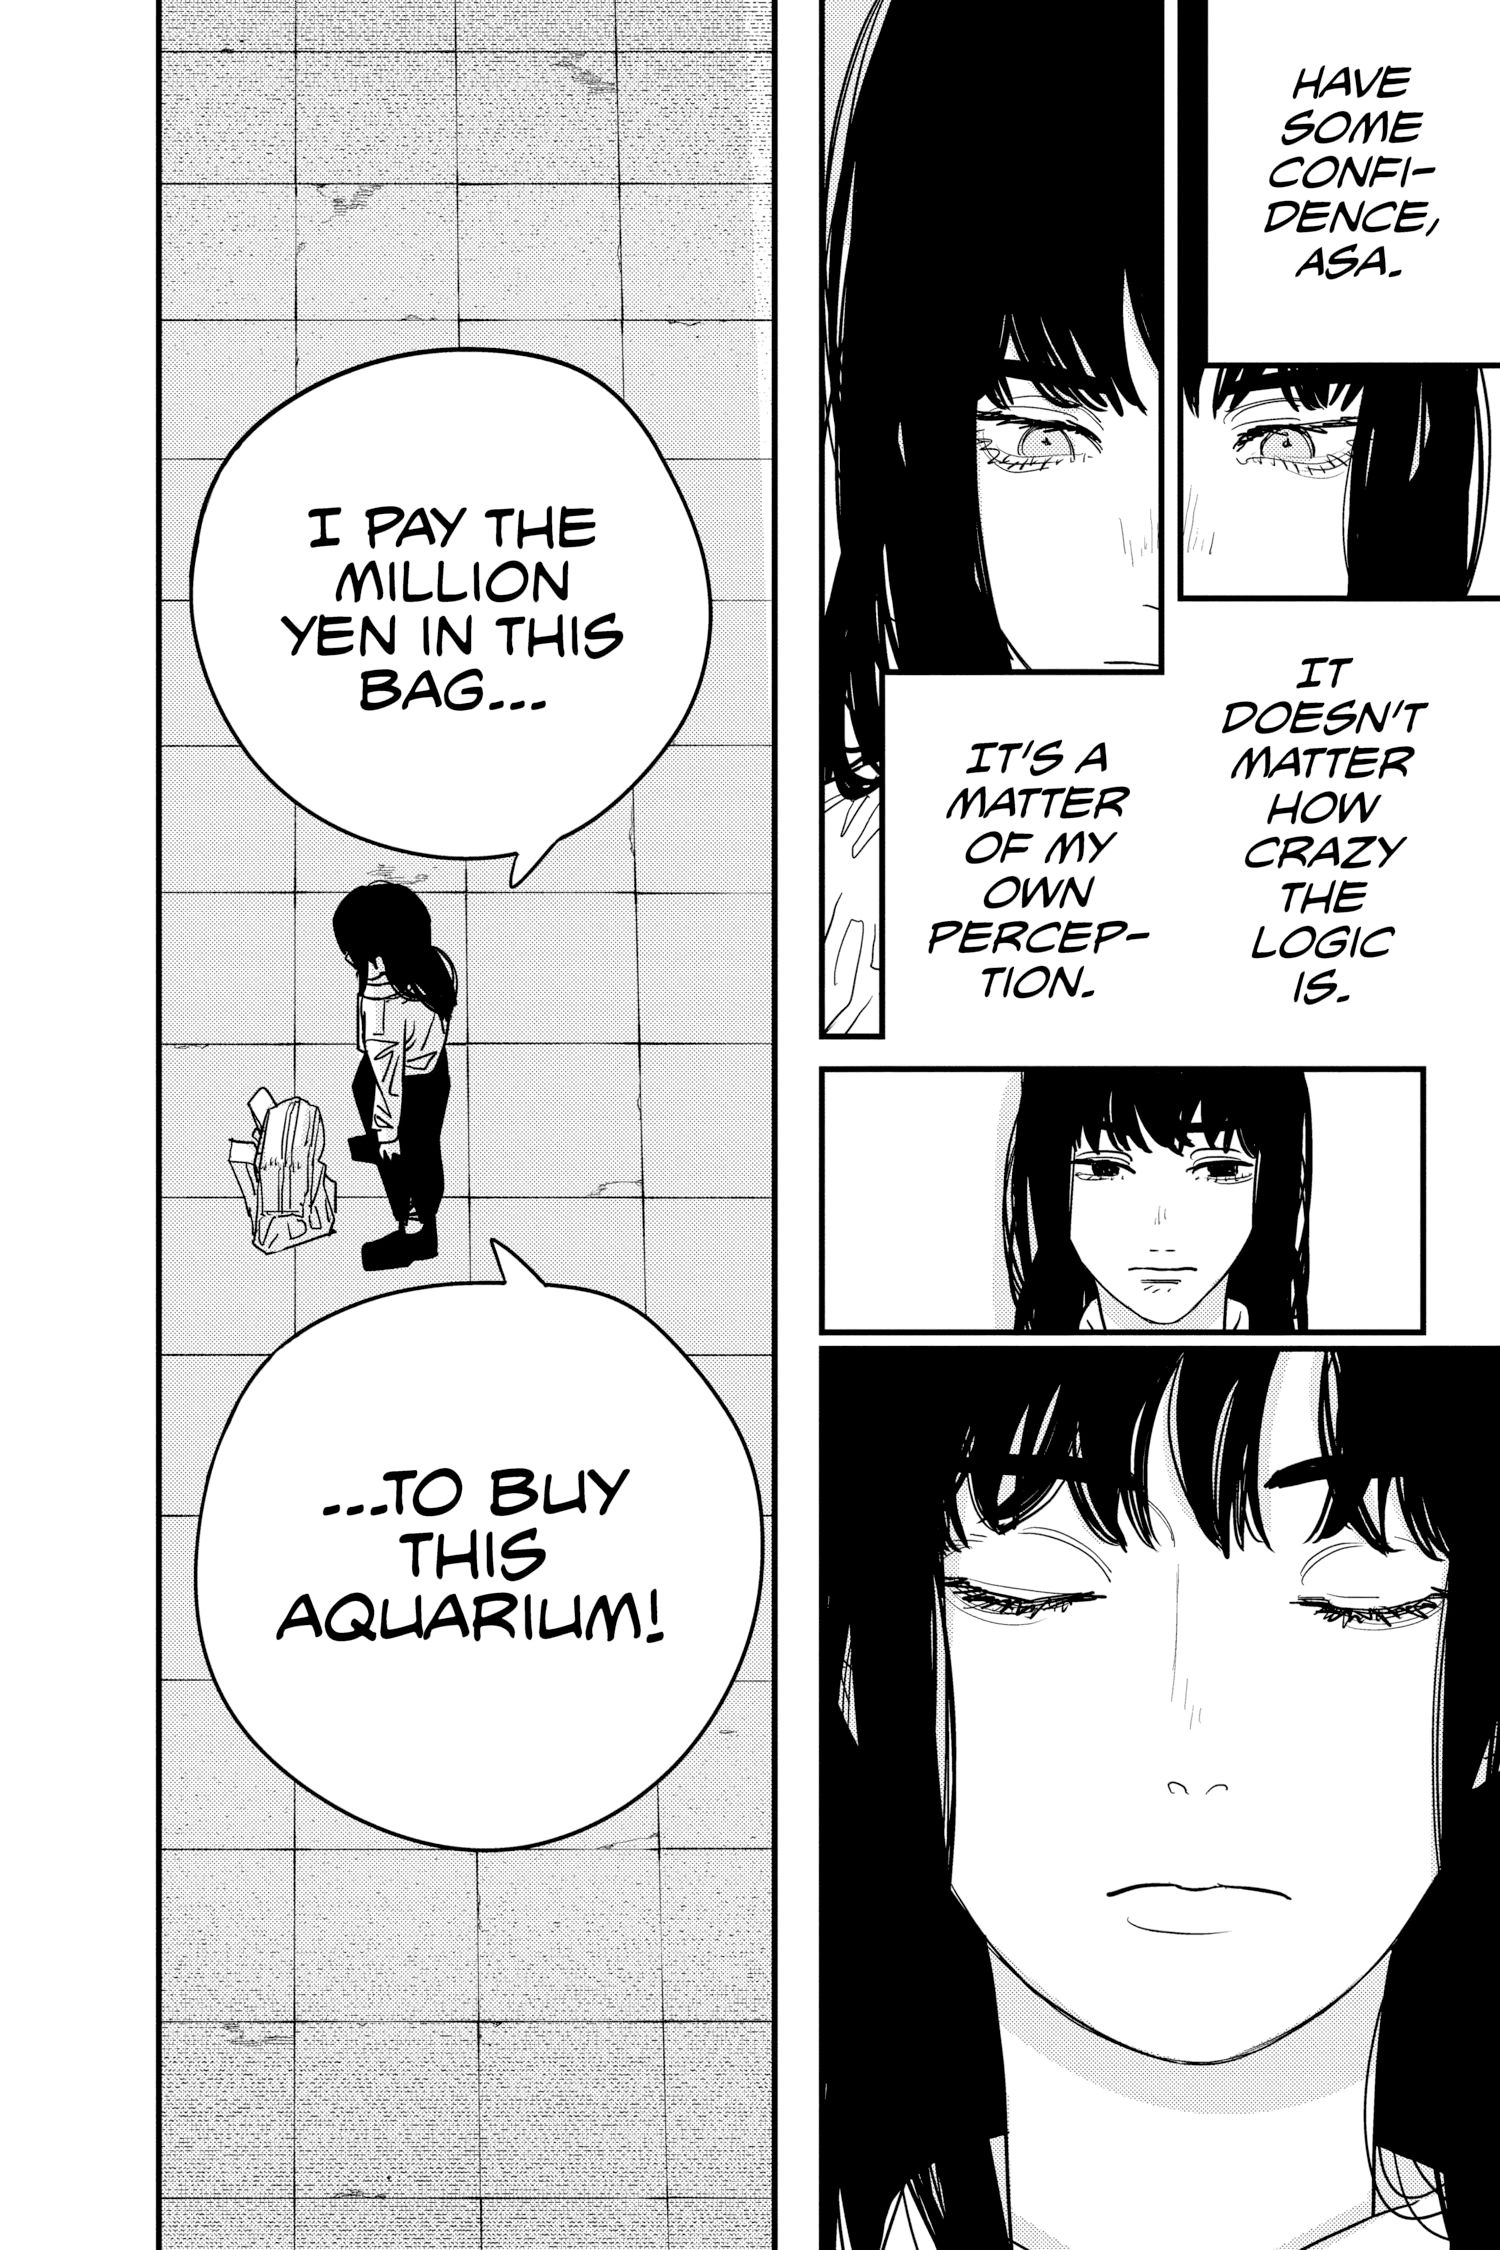 HAVE
SOME
CONFI-
DENCE,
ASA.
IT
DOESN'T
MATTER
HOW
CRAZY
THE
LOGIC
IS.
IT'S A
MATTER
OF MY
OWN
PERCEP-
TION.
I PAY THE
MILLION
YEN IN THIS
BAG...
...TO BUY
THIS
AQUARIUM!